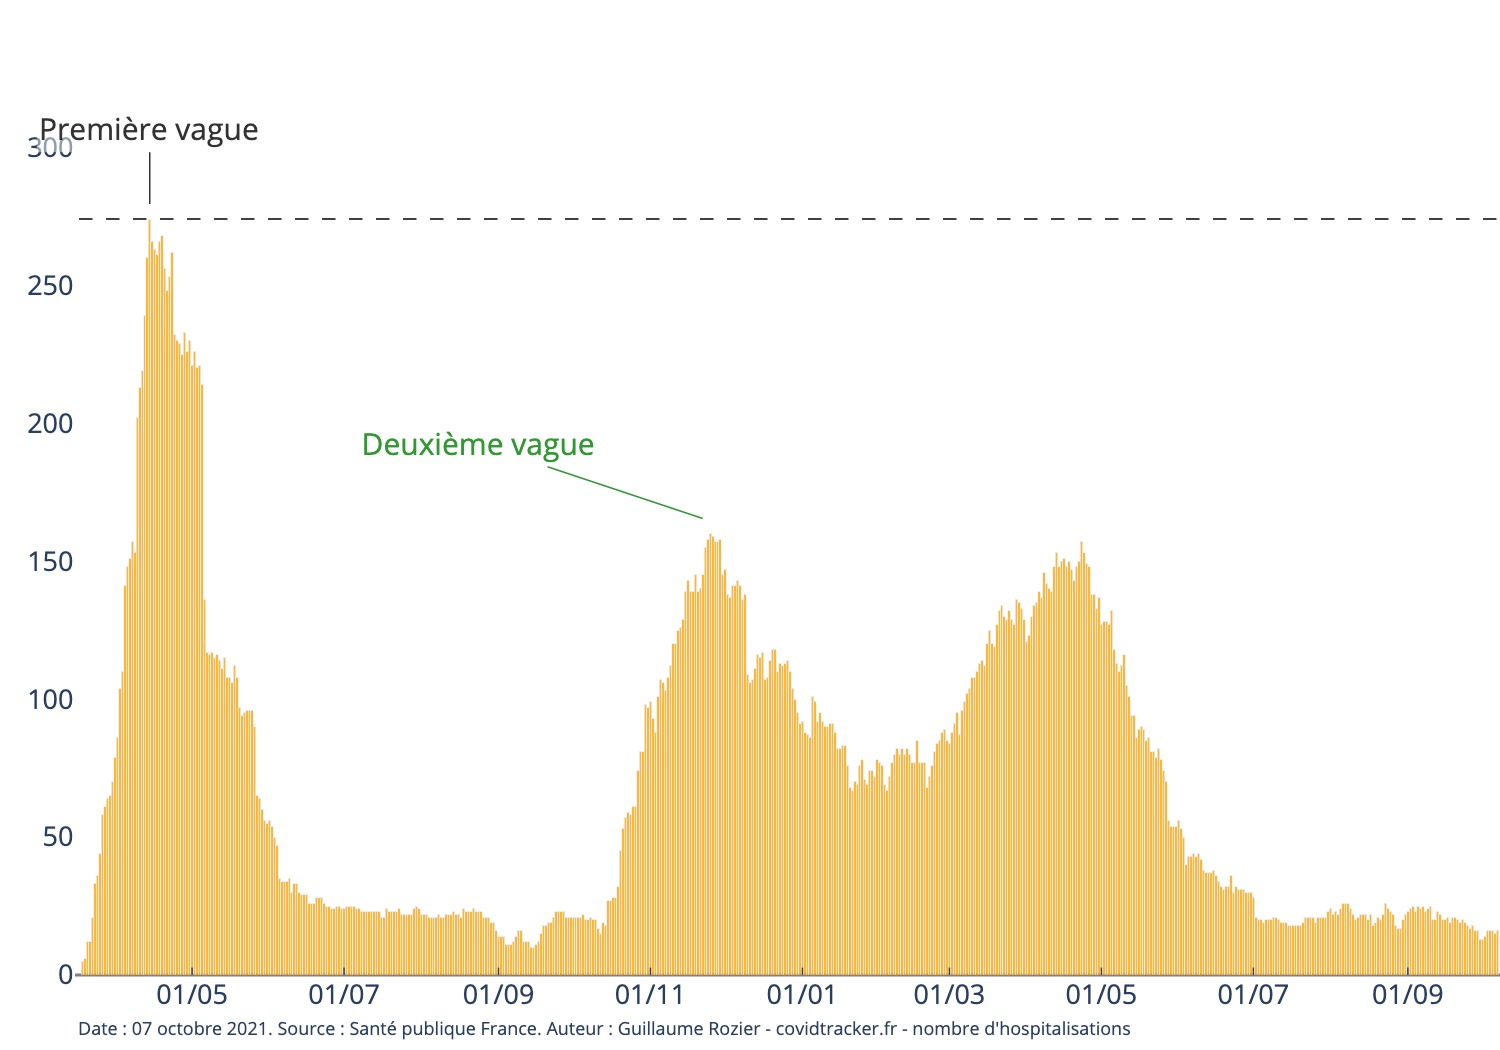 Première vague
300
250
200
Deuxième vague
150
100
50
0
01/05 01/07 01/09 01/11 01/01 01/03 01/05 01/07 01/09
Date : 07 octobre 2021. Source : Santé publique France. Auteur : Guillaume Rozier - covidtracker.fr - nombre d'hospitalisations